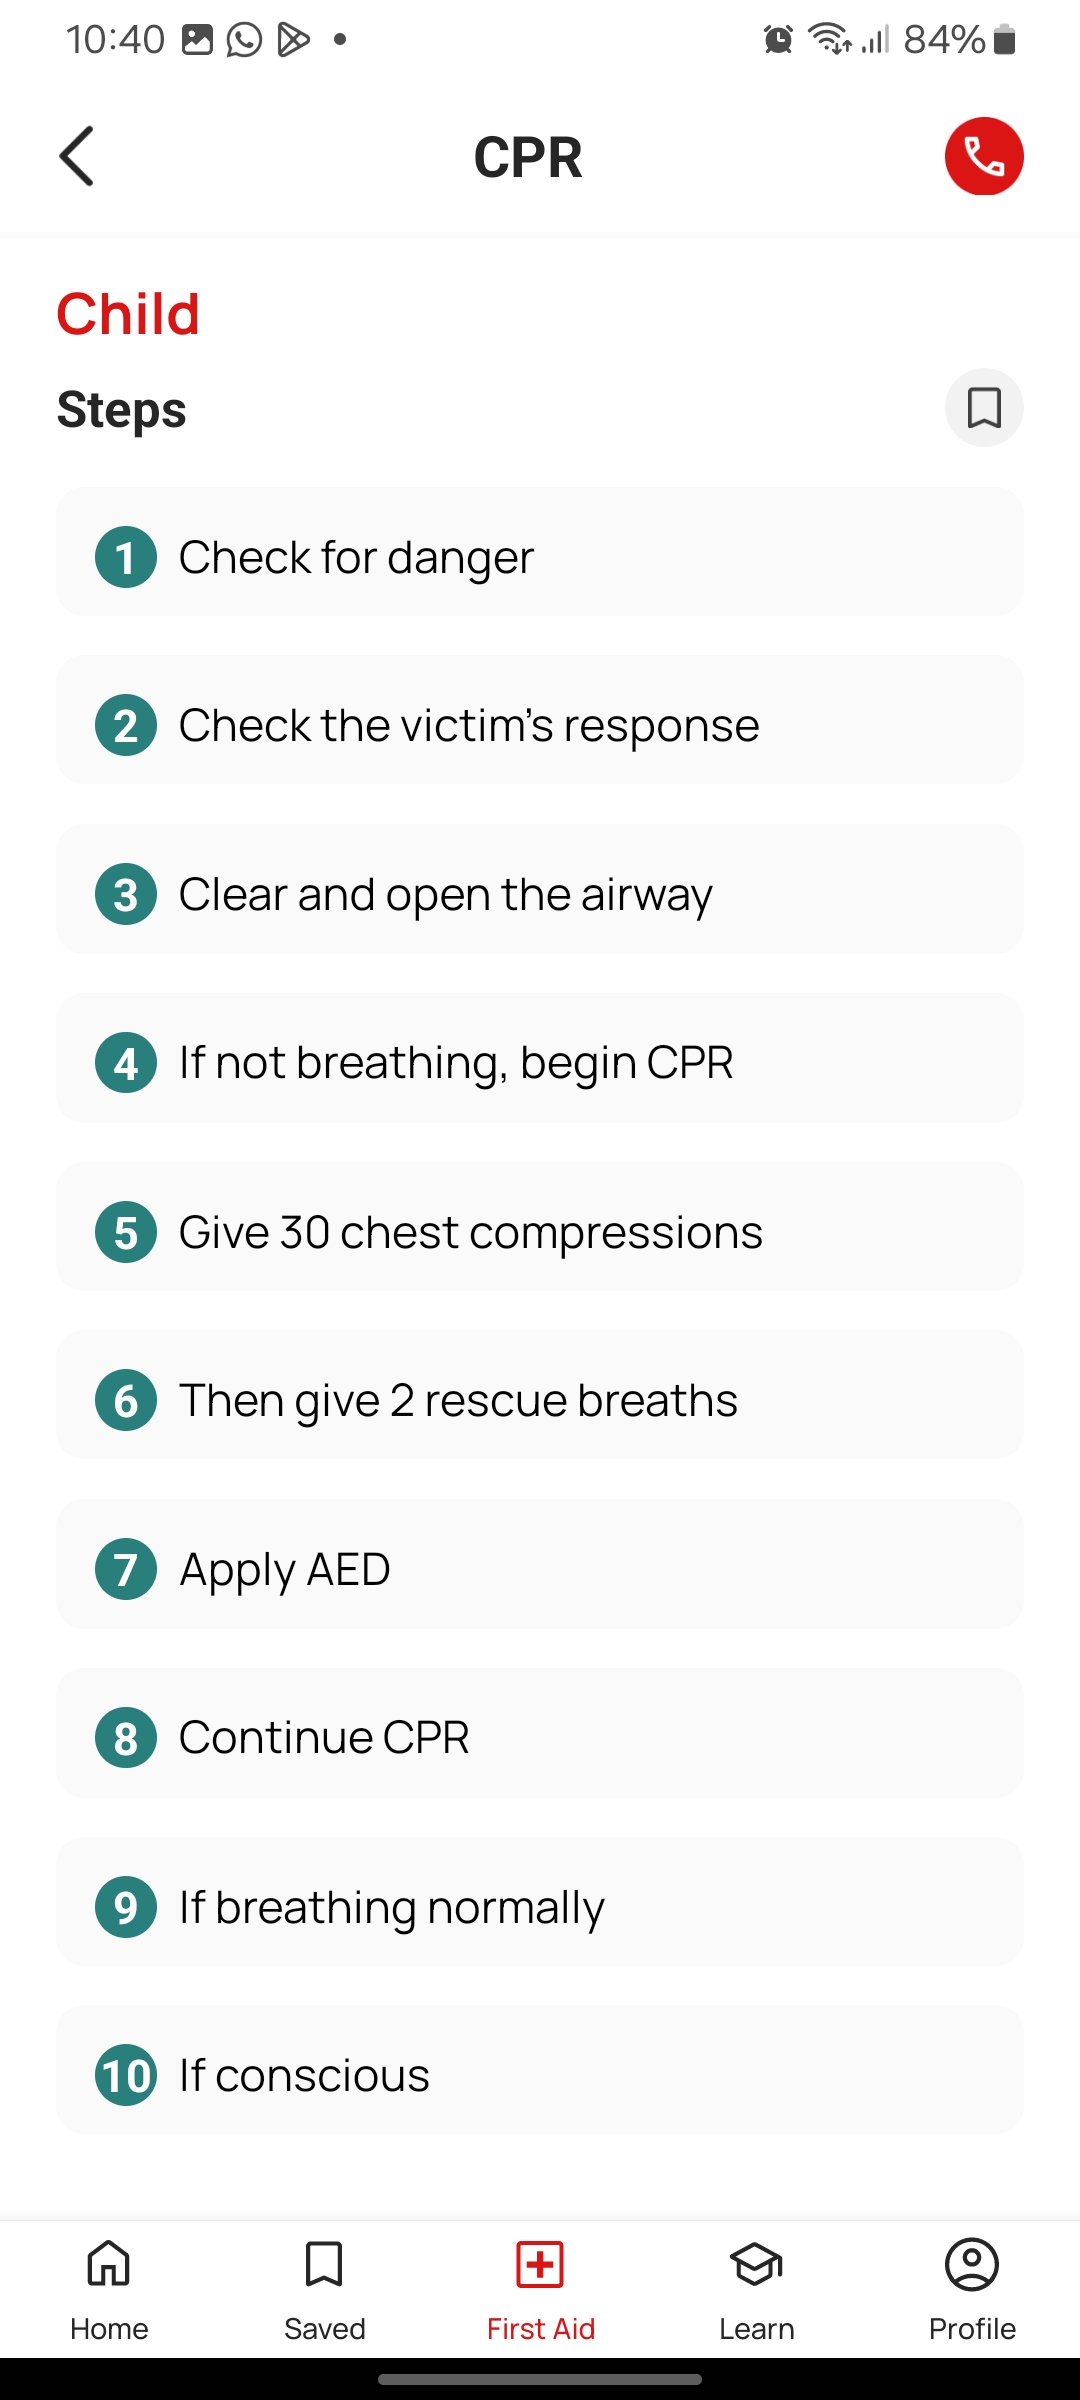 10:40
84%
CPR
Child
Steps
1 Check for danger
2 Check the victim's response
3 Clear and open the airway
4 If not breathing, begin CPR
5 Give 30 chest compressions
6 Then give 2 rescue breaths
7 Apply AED
8 Continue CPR
9 If breathing normally
10 If conscious
Home Saved First Aid Learn Profile